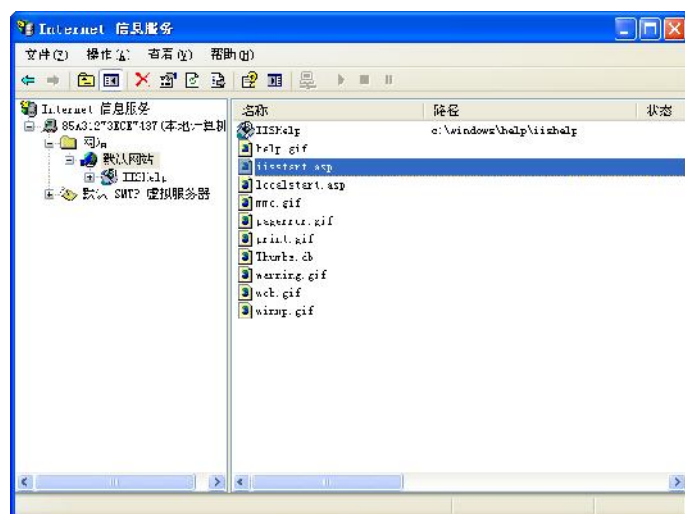 Internet 信息服务
文件(F) 操作(A) 查看(V) 帮助(H)
Internet 信息服务
(本地计算机
网站
默认网站
IISHelp
默认 SMTP 虚拟服务器
名称 路径 状态
IISHelp c:\windows\help\iishelp
help.gif
iisstart.asp
localstart.asp
mmc.gif
pagerror.gif
print.gif
Thumbs.db
warning.gif
web.gif
winxp.gif